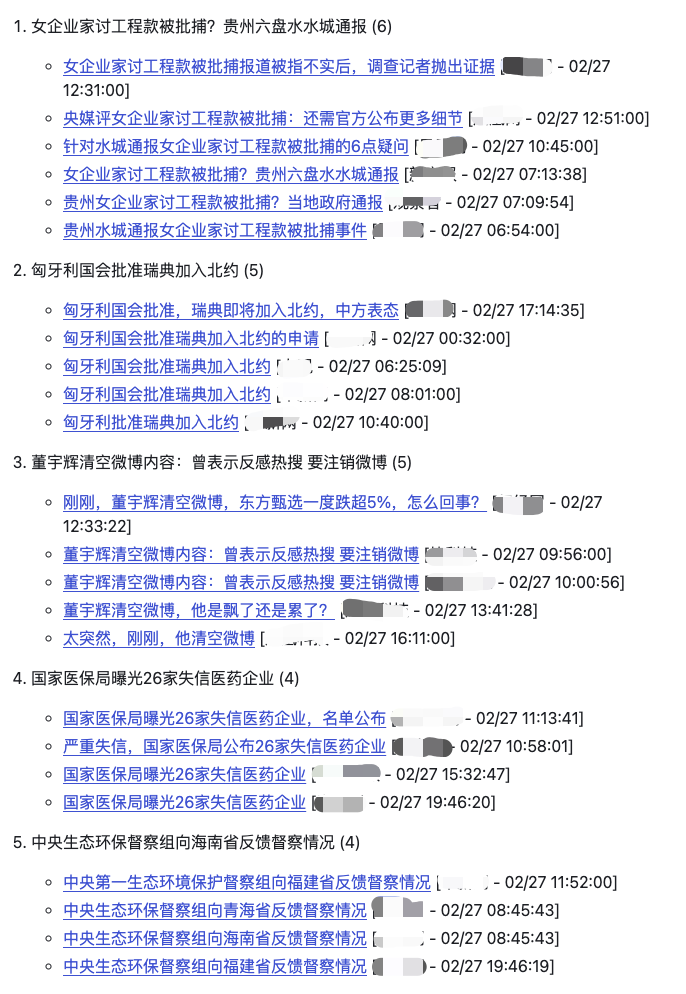 1. 女企业家讨工程款被批捕？贵州六盘水水城通报 (6)
女企业家讨工程款被批捕报道被指不实后，调查记者抛出证据 [ - 02/27
12:31:00]
央媒评女企业家讨工程款被批捕：还需官方公布更多细节 [ - 02/27 12:51:00]
针对水城通报女企业家讨工程款被批捕的6点疑问 [ - 02/27 10:45:00]
女企业家讨工程款被批捕？贵州六盘水水城通报 [ - 02/27 07:13:38]
贵州女企业家讨工程款被批捕？当地政府通报 [ - 02/27 07:09:54]
贵州水城通报女企业家讨工程款被批捕事件 [ - 02/27 06:54:00]
2. 匈牙利国会批准瑞典加入北约 (5)
匈牙利国会批准，瑞典即将加入北约，中方表态 [ - 02/27 17:14:35]
匈牙利国会批准瑞典加入北约的申请 [ - 02/27 00:32:00]
匈牙利国会批准瑞典加入北约 [ - 02/27 06:25:09]
匈牙利国会批准瑞典加入北约 [ - 02/27 08:01:00]
匈牙利批准瑞典加入北约 [ - 02/27 10:40:00]
3. 董宇辉清空微博内容：曾表示反感热搜 要注销微博 (5)
刚刚，董宇辉清空微博，东方甄选一度跌超5%，怎么回事？ [ - 02/27
12:33:22]
董宇辉清空微博内容：曾表示反感热搜 要注销微博 [ - 02/27 09:56:00]
董宇辉清空微博内容：曾表示反感热搜 要注销微博 [ - 02/27 10:00:56]
董宇辉清空微博，他是飘了还是累了？ [ - 02/27 13:41:28]
太突然，刚刚，他清空微博 [ - 02/27 16:11:00]
4. 国家医保局曝光26家失信医药企业 (4)
国家医保局曝光26家失信医药企业，名单公布 [ - 02/27 11:13:41]
严重失信，国家医保局公布26家失信医药企业 [ - 02/27 10:58:01]
国家医保局曝光26家失信医药企业 [ - 02/27 15:32:47]
国家医保局曝光26家失信医药企业 [ - 02/27 19:46:20]
5. 中央生态环保督察组向海南省反馈督察情况 (4)
中央第一生态环境保护督察组向福建省反馈督察情况 [ - 02/27 11:52:00]
中央生态环保督察组向青海省反馈督察情况 [ - 02/27 08:45:43]
中央生态环保督察组向海南省反馈督察情况 [ - 02/27 08:45:43]
中央生态环保督察组向福建省反馈督察情况 [ - 02/27 19:46:19]